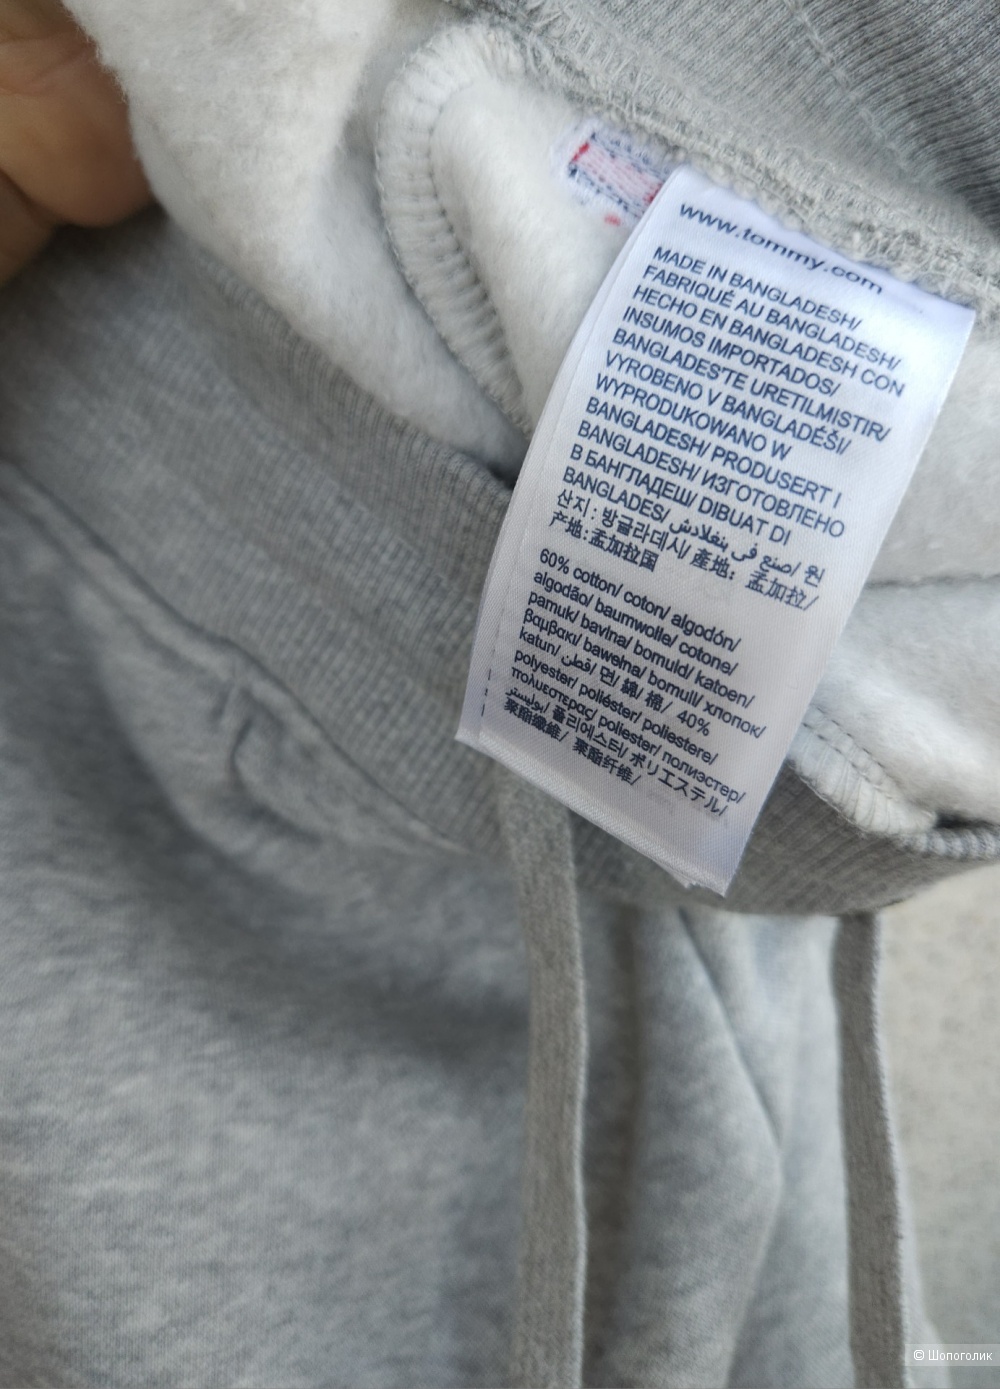 www.tommy.com
MADE IN BANGLADESH/
FABRIQUÉ AU BANGLADESH/
HECHO EN BANGLADESH CON
INSUMOS IMPORTADOS/
BANGLADEŞ'TE URETILMISTIR/
VYROBENO V BANGLADÉŠI/
WYPRODUKOWANO W
BANGLADESH/ PRODUSERT I
BANGLADESH/ ИЗГОТОВЛЕНО
В БАНГЛАДЕШ/ DIBUAT DI
BANGLADES/ صنع في بنغلادش/ 원
산지: 방글라데시/ 產地: 孟加拉/
产地:孟加拉国
60% cotton/ coton/ algodón/
algodão/ baumwolle/ cotone/
pamuk/ bavlna/ bomuld/ katoen/
βαμβακι/ bawełna/ bomull/ хлопок/
katun/ قطن/ 면/ 綿/ 棉/ 40%
polyester/ poliéster/ poliestere/
πολυεστερας/ poliester/ полиэстер/
بوليستر/ 폴리에스터/ ポリエステル/
聚酯纖維/ 聚酯纤维/
© Шопоголик